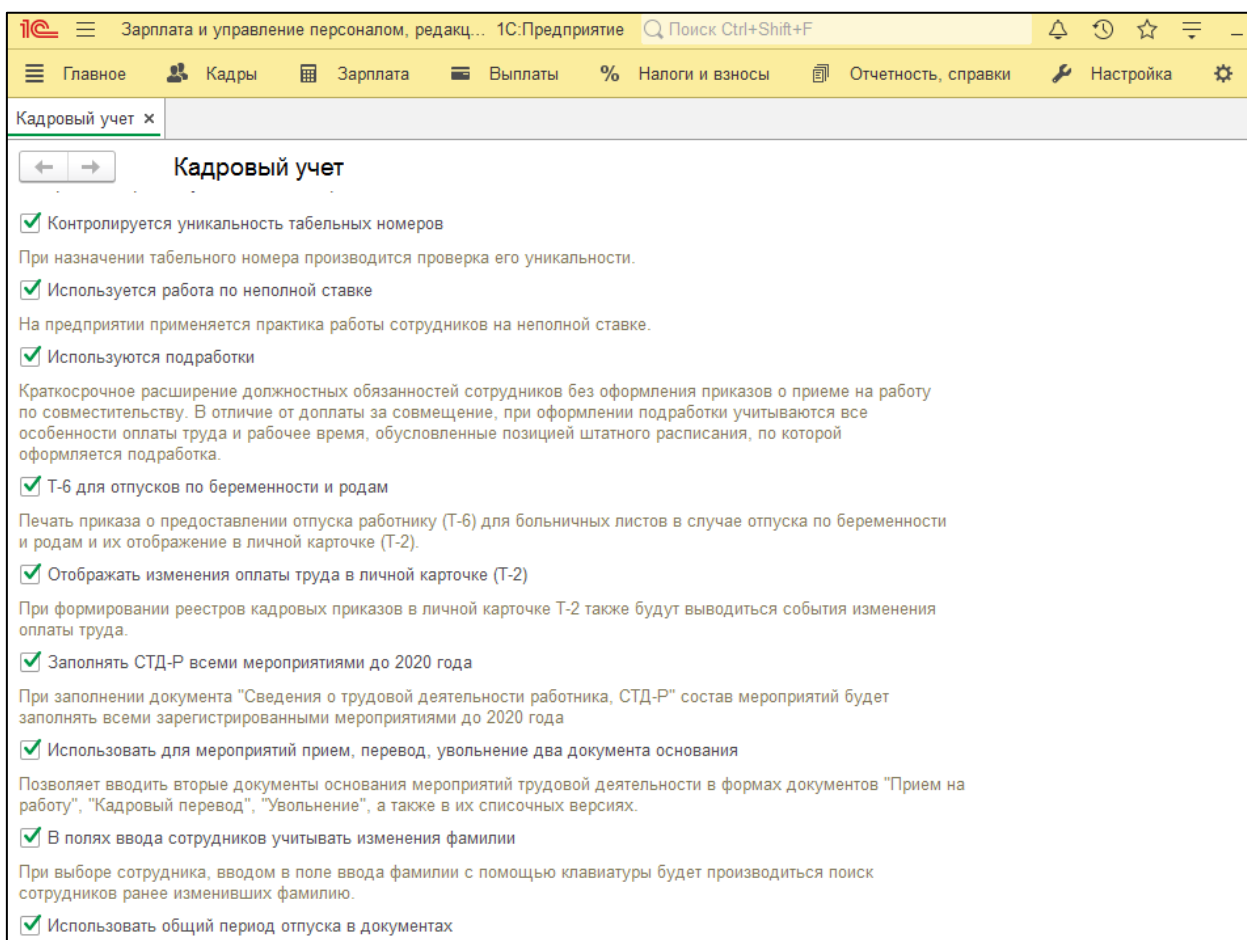 1С Зарплата и управление персоналом, редакц... 1С:Предприятие Поиск Ctrl+Shift+F
Главное Кадры Зарплата Выплаты % Налоги и взносы Отчетность, справки Настройка
Кадровый учет ×
Кадровый учет
Контролируется уникальность табельных номеров
При назначении табельного номера производится проверка его уникальности.
Используется работа по неполной ставке
На предприятии применяется практика работы сотрудников на неполной ставке.
Используются подработки
Краткосрочное расширение должностных обязанностей сотрудников без оформления приказов о приеме на работу
по совместительству. В отличие от доплаты за совмещение, при оформлении подработки учитываются все
особенности оплаты труда и рабочее время, обусловленные позицией штатного расписания, по которой
оформляется подработка.
Т-6 для отпусков по беременности и родам
Печать приказа о предоставлении отпуска работнику (Т-6) для больничных листов в случае отпуска по беременности
и родам и их отображение в личной карточке (Т-2).
Отображать изменения оплаты труда в личной карточке (Т-2)
При формировании реестров кадровых приказов в личной карточке Т-2 также будут выводиться события изменения
оплаты труда.
Заполнять СТД-Р всеми мероприятиями до 2020 года
При заполнении документа "Сведения о трудовой деятельности работника, СТД-Р" состав мероприятий будет
заполнять всеми зарегистрированными мероприятиями до 2020 года
Использовать для мероприятий прием, перевод, увольнение два документа основания
Позволяет вводить вторые документы основания мероприятий трудовой деятельности в формах документов "Прием на
работу", "Кадровый перевод", "Увольнение", а также в их списочных версиях.
В полях ввода сотрудников учитывать изменения фамилии
При выборе сотрудника, вводом в поле ввода фамилии с помощью клавиатуры будет производиться поиск
сотрудников ранее изменивших фамилию.
Использовать общий период отпуска в документах